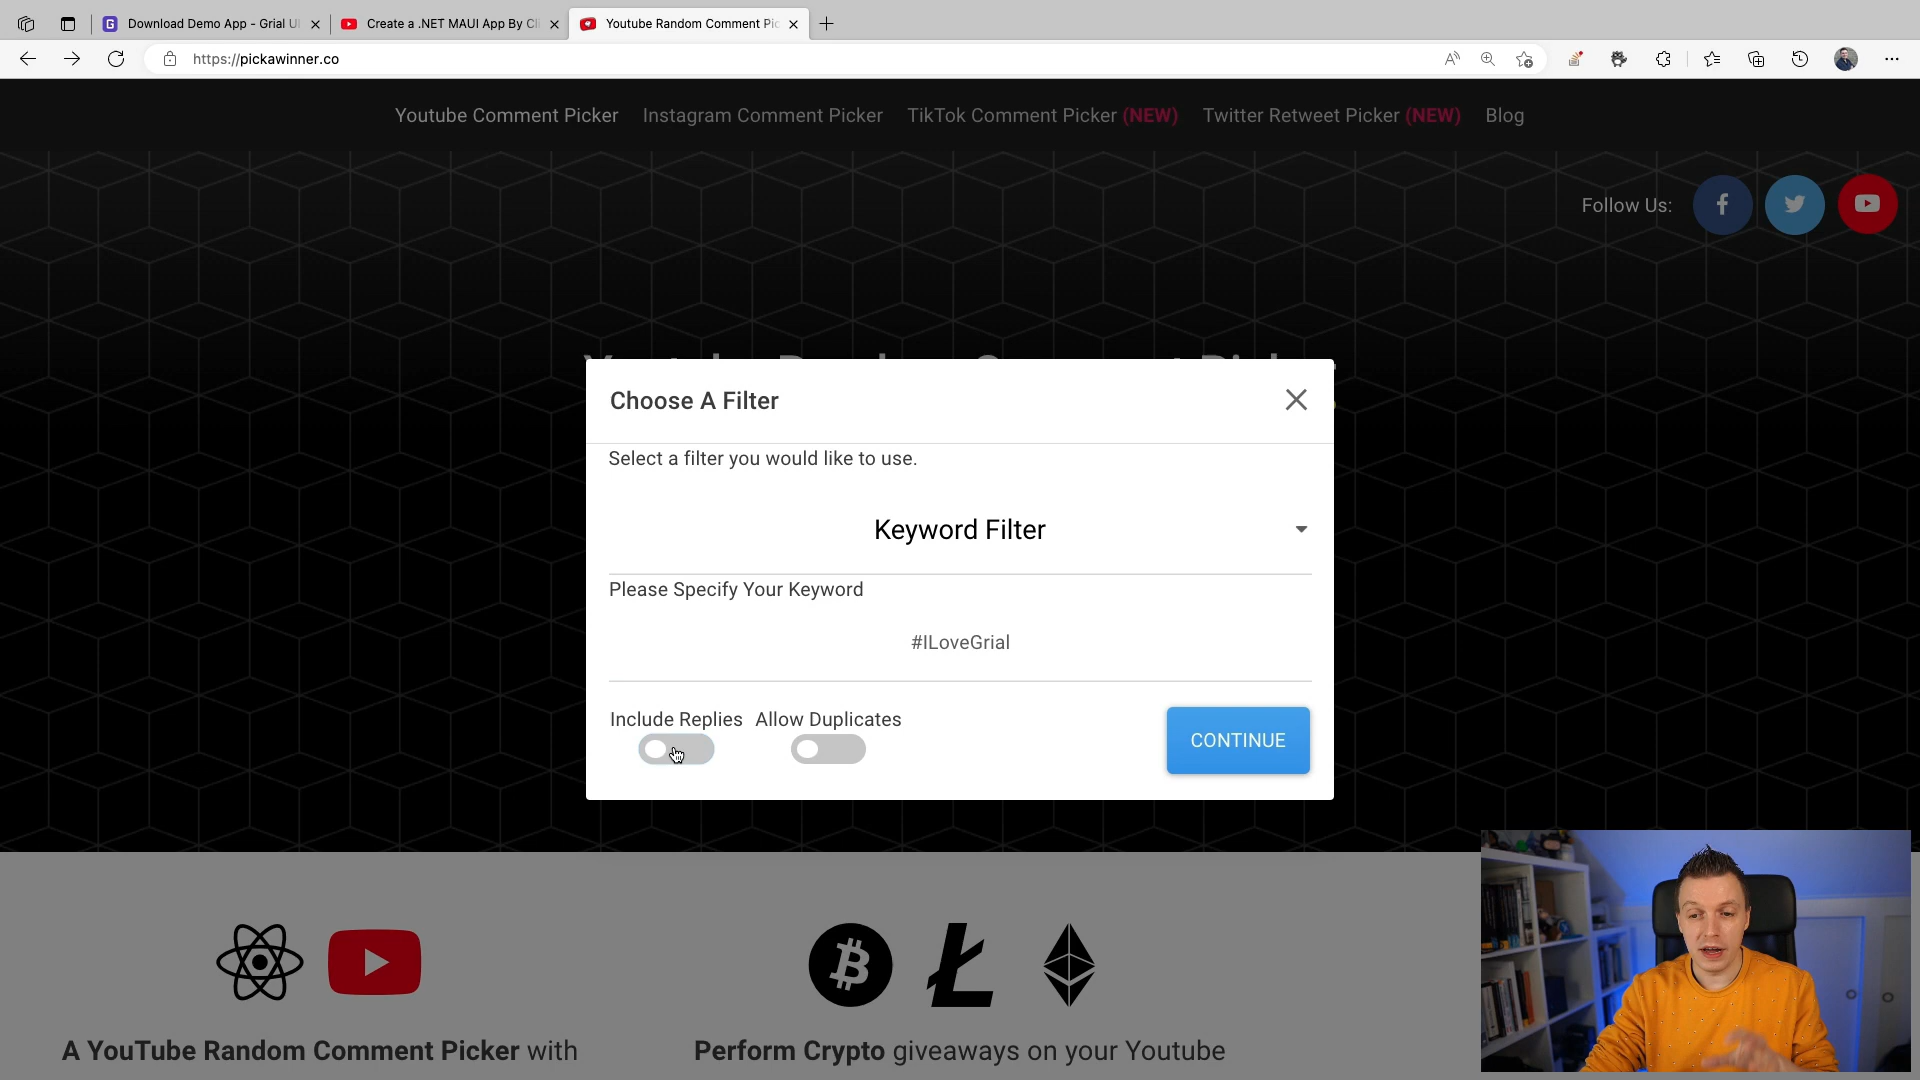 Download Demo App - Grial UI
Create a .NET MAUI App By Cli
Youtube Random Comment Pic
https://pickawinner.co
Youtube Comment Picker
Instagram Comment Picker
TikTok Comment Picker (NEW)
Twitter Retweet Picker (NEW)
Blog
Follow Us:
Choose A Filter
Select a filter you would like to use.
Keyword Filter
Please Specify Your Keyword
#ILoveGrial
Include Replies
Allow Duplicates
CONTINUE
A YouTube Random Comment Picker with
Perform Crypto giveaways on your Youtube